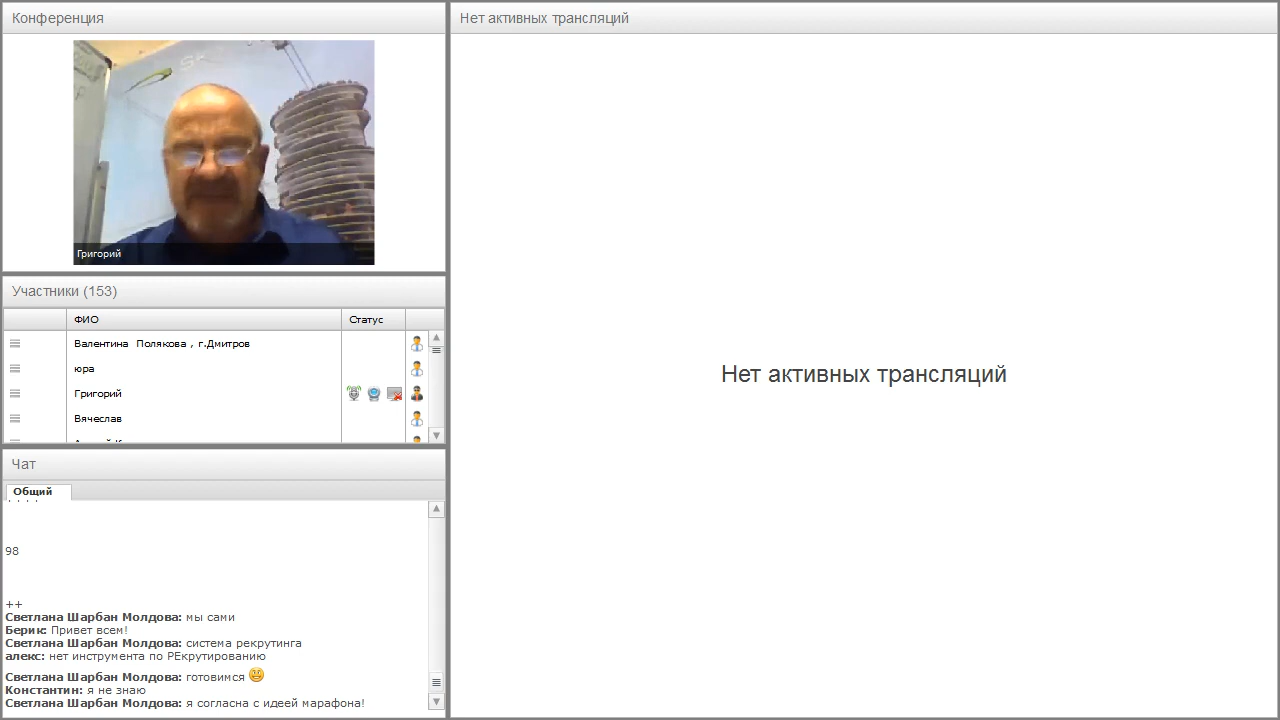 Конференция
Нет активных трансляций
Sk
Григорий
Участники (153)
ФИО
Статус
Валентина Полякова , г.Дмитров
юра
Григорий
Вячеслав
Чат
Общий
98
++
Светлана Шарбан Молдова: мы сами
Берик: Привет всем!
Светлана Шарбан Молдова: система рекрутинга
алекс: нет инструмента по РЕкрутированию
Светлана Шарбан Молдова: готовимся
Константин: я не знаю
Светлана Шарбан Молдова: я согласна с идеей марафона!
Нет активных трансляций